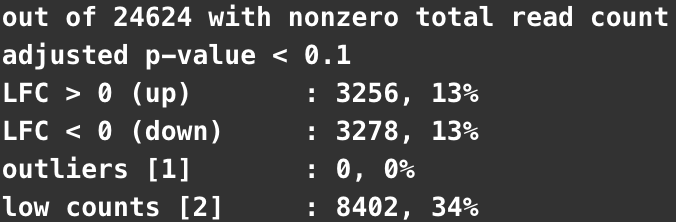 out of 24624 with nonzero total read count
adjusted p-value < 0.1
LFC > 0 (up)       : 3256, 13%
LFC < 0 (down)     : 3278, 13%
outliers [1]       : 0, 0%
low counts [2]     : 8402, 34%